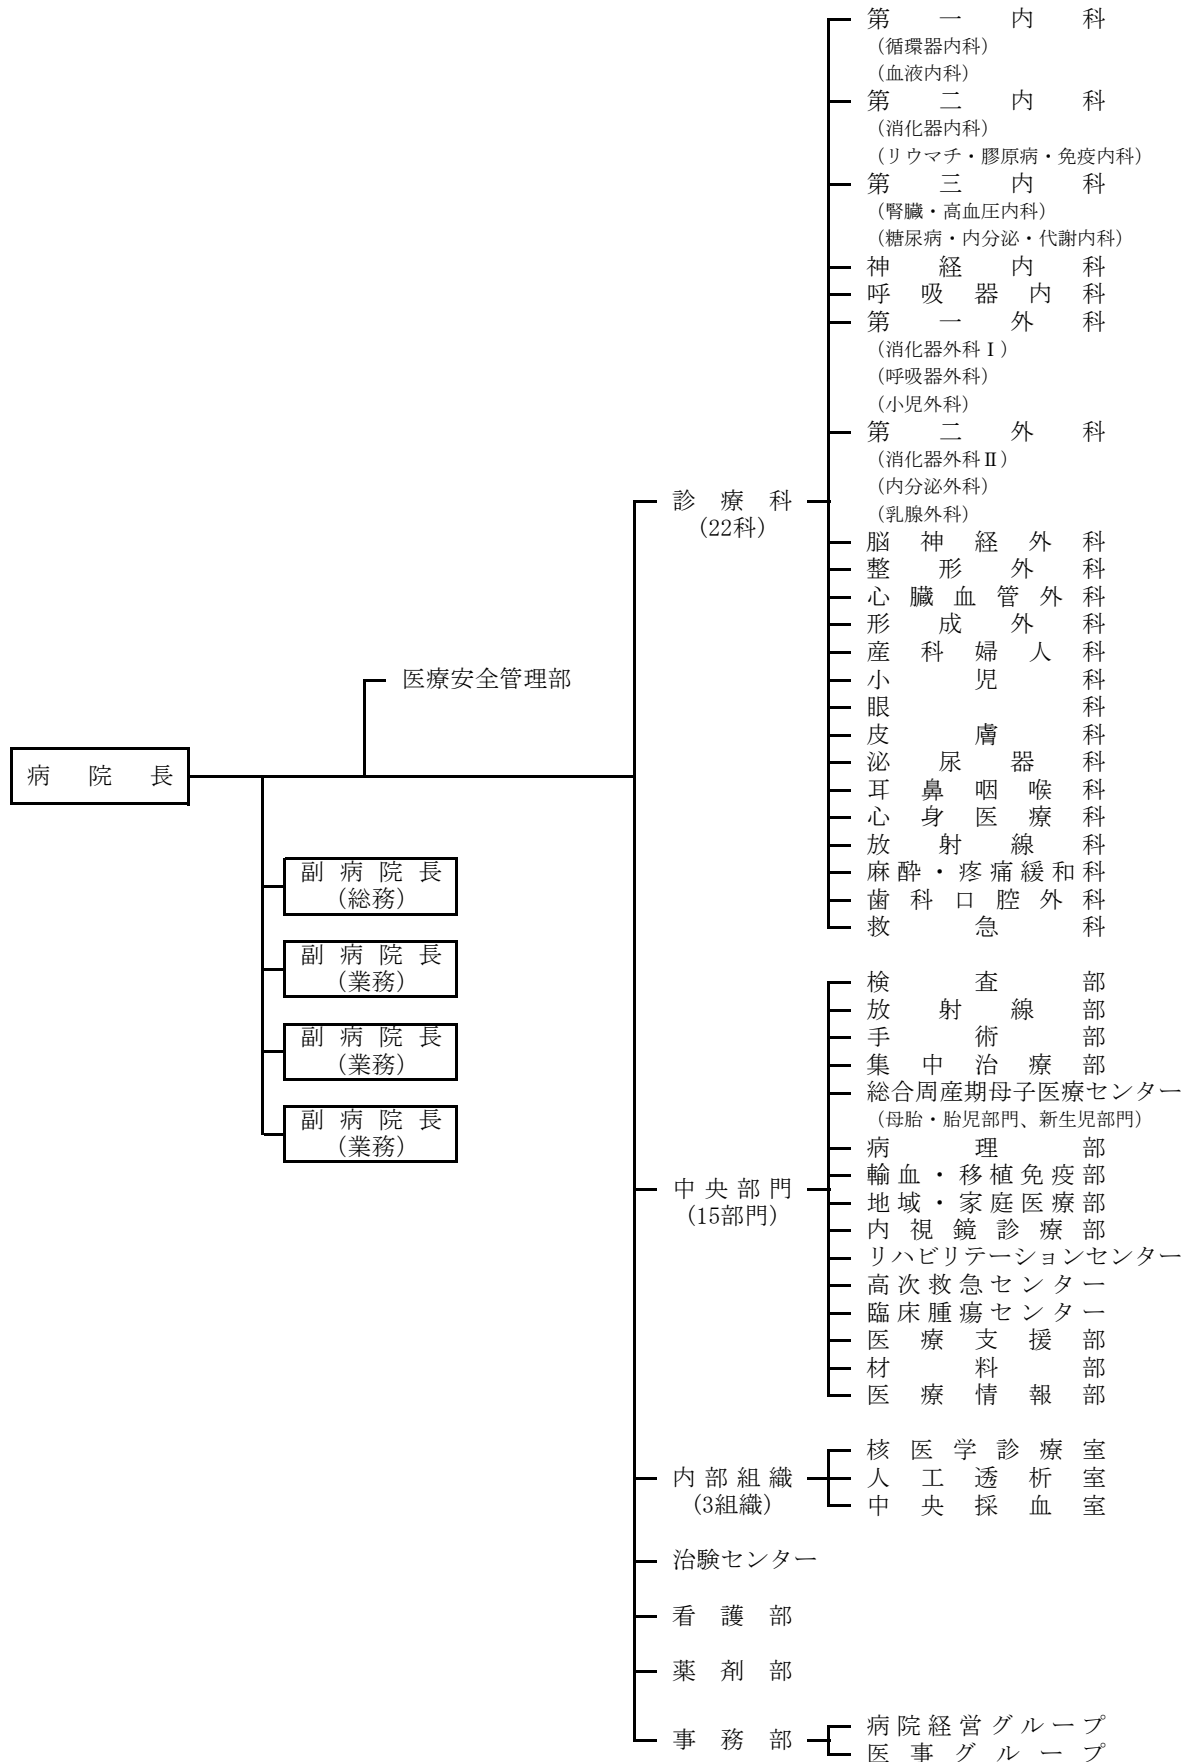 病院長
副病院長
(総務)
副病院長
(業務)
副病院長
(業務)
副病院長
(業務)
医療安全管理部
診療科
(22科)
第一内科
(循環器内科)
(血液内科)
第二内科
(消化器内科)
(リウマチ・膠原病・免疫内科)
第三内科
(腎臓・高血圧内科)
(糖尿病・内分泌・代謝内科)
神経内科
呼吸器内科
第一外科
(消化器外科Ⅰ)
(呼吸器外科)
(小児外科)
第二外科
(消化器外科Ⅱ)
(内分泌外科)
(乳腺外科)
脳神経外科
整形外科
心臓血管外科
形成外科
産科婦人科
小児科
眼科
皮膚科
泌尿器科
耳鼻咽喉科
心身医療科
放射線科
麻酔・疼痛緩和科
歯科口腔外科
救急科
中央部門
(15部門)
検査部
放射線部
手術部
集中治療部
総合周産期母子医療センター
(母胎・胎児部門、新生児部門)
病理部
輸血・移植免疫部
地域・家庭医療部
内視鏡診療部
リハビリテーションセンター
高次救急センター
臨床腫瘍センター
医療支援部
材料部
医療情報部
内部組織
(3組織)
核医学診療室
人工透析室
中央採血室
治験センター
看護部
薬剤部
事務部
病院経営グループ
医事グループ